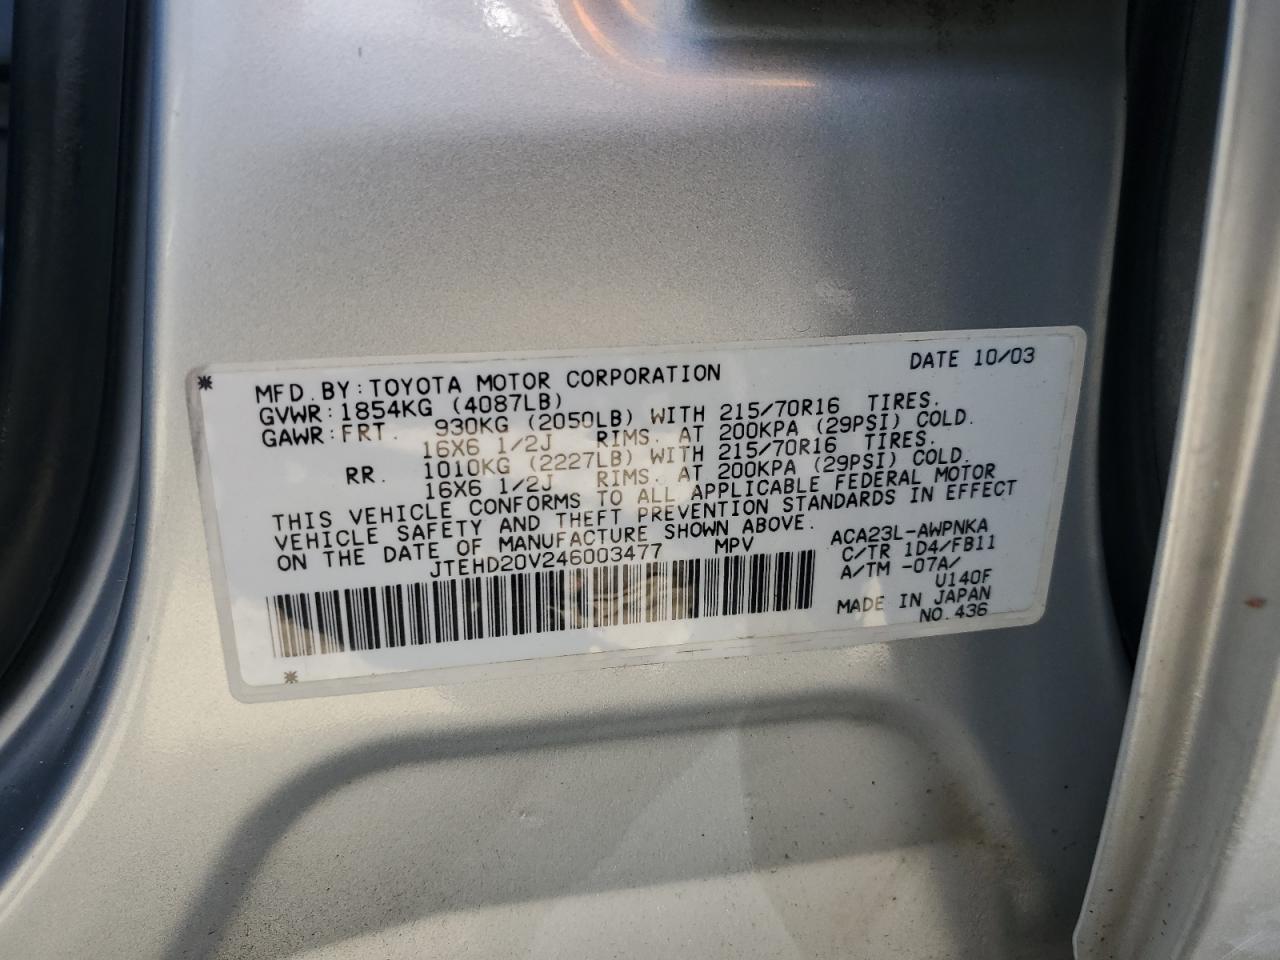 DATE 10/03
MFD.BY:TOYOTA MOTOR CORPORATION
GVWR:1854KG (4087LB)
GAWR:FRT. 930KG (2050LB) WITH 215/70R16 TIRES.
16X6 1/2J RIMS. AT 200KPA (29PSI) COLD.
RR. 1010KG (2227LB) WITH 215/70R16 TIRES.
16X6 1/2J RIMS. AT 200KPA (29PSI) COLD.
THIS VEHICLE CONFORMS TO ALL APPLICABLE FEDERAL MOTOR
VEHICLE SAFETY AND THEFT PREVENTION STANDARDS IN EFFECT
ON THE DATE OF MANUFACTURE SHOWN ABOVE.
JTEHD20V246003477 MPV
ACA23L-AWPNKA
C/TR 1D4/FB11
A/TM -07A/
U140F
MADE IN JAPAN
NO.436